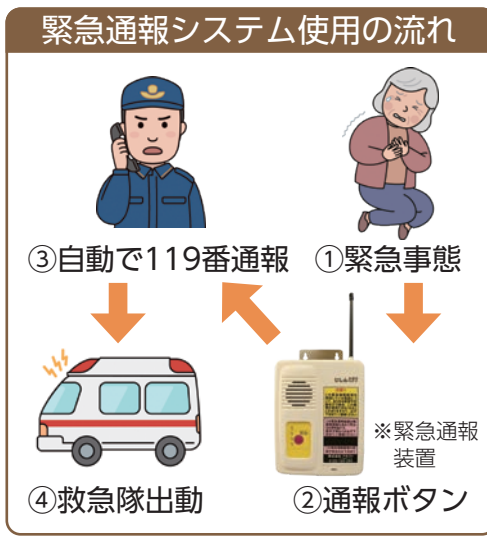 緊急通報システム使用の流れ
③自動で119番通報
①緊急事態
※緊急通報
装置
④救急隊出動
②通報ボタン